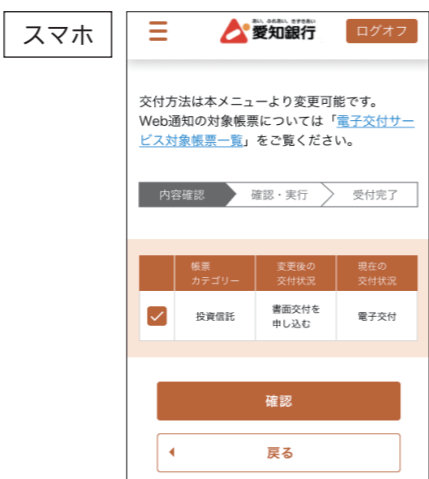 スマホ
愛知銀行
ログオフ
交付方法は本メニューより変更可能です。
Web通知の対象帳票については「電子交付サー
ビス対象帳票一覧」をご覧ください。
内容確認
確認・実行
受付完了
帳票
カテゴリー
変更後の
交付状況
現在の
交付状況
投資信託
書面交付を
申し込む
電子交付
確認
戻る